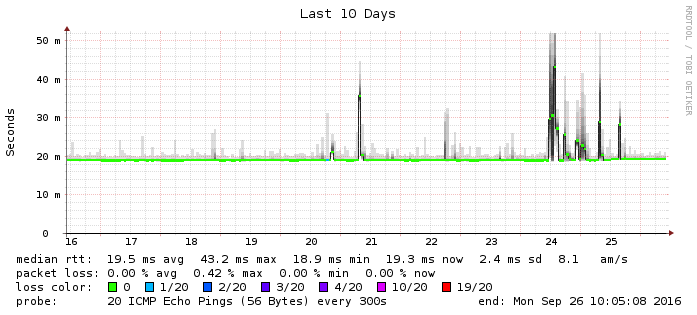 Last 10 Days
RRDTOOL / TOBI OETIKER
Seconds
50 m
40 m
30 m
20 m
10 m
0
16 17 18 19 20 21 22 23 24 25
median rtt: 19.5 ms avg 43.2 ms max 18.9 ms min 19.3 ms now 2.4 ms sd 8.1 am/s
packet loss: 0.00 % avg 0.42 % max 0.00 % min 0.00 % now
loss color: 0 1/20 2/20 3/20 4/20 10/20 19/20
probe: 20 ICMP Echo Pings (56 Bytes) every 300s end: Mon Sep 26 10:05:08 2016